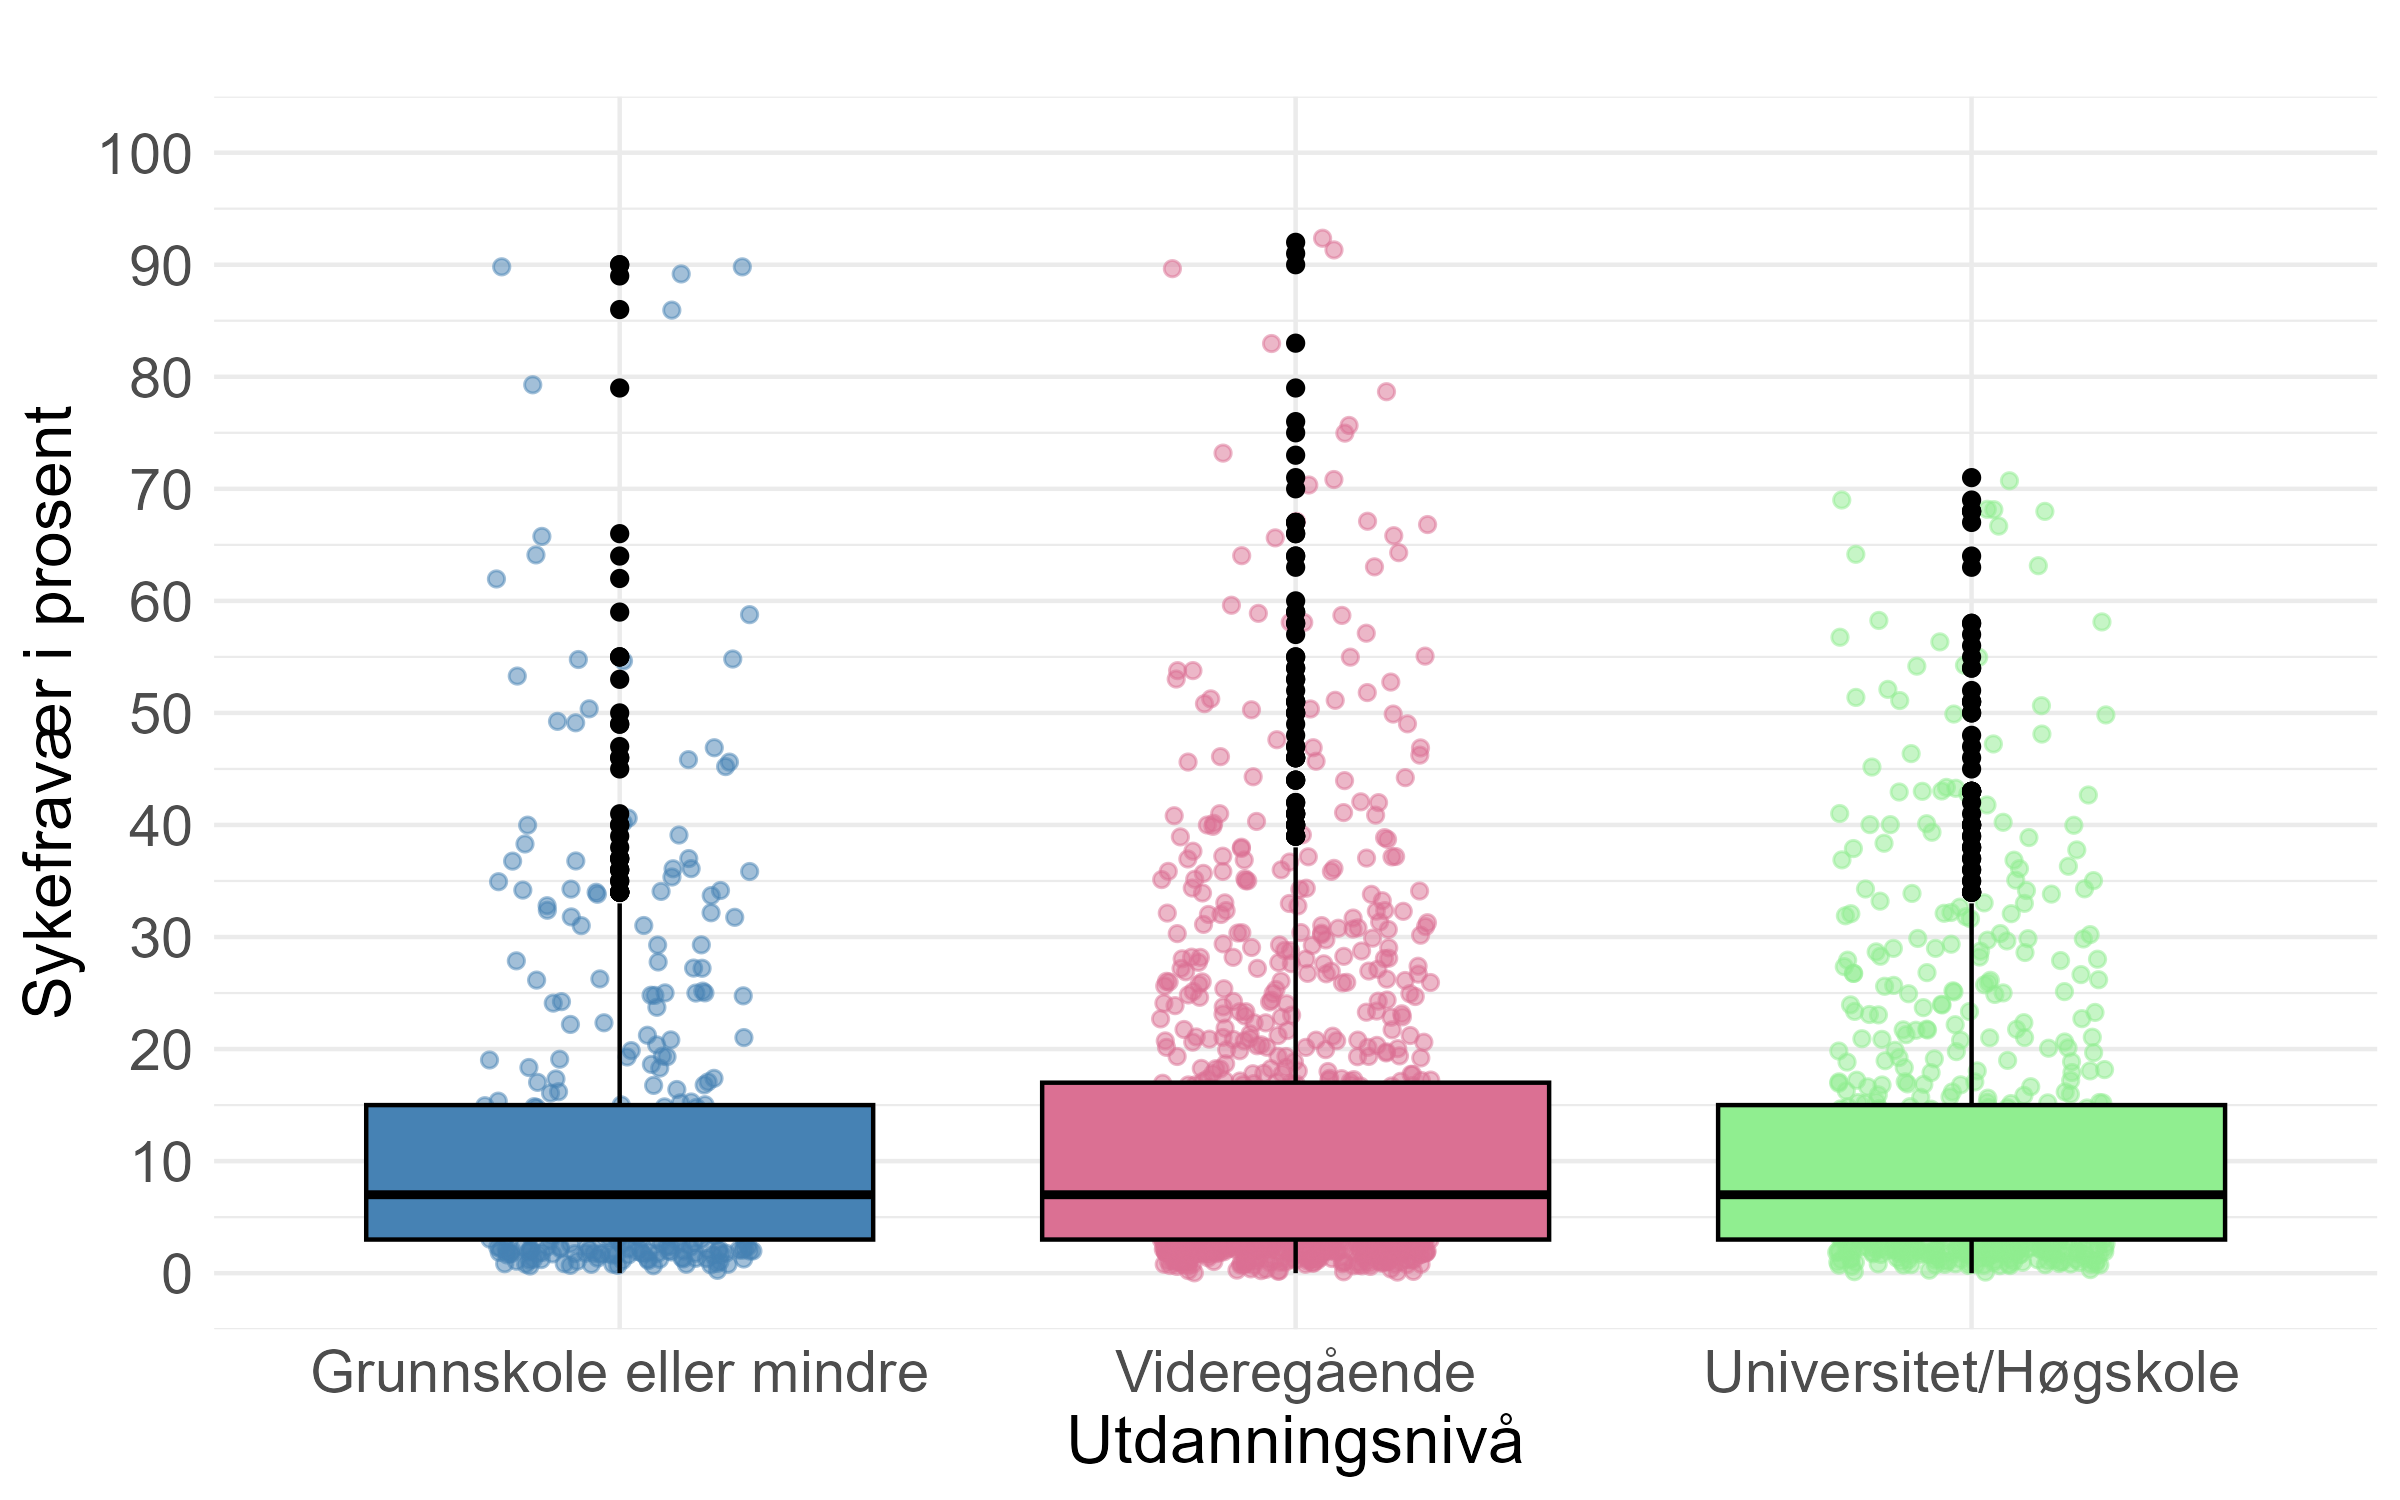 Sykefravær i prosent
100
90
80
70
60
50
40
30
20
10
0
Grunnskole eller mindre
Videregående
Universitet/Høgskole
Utdanningsnivå